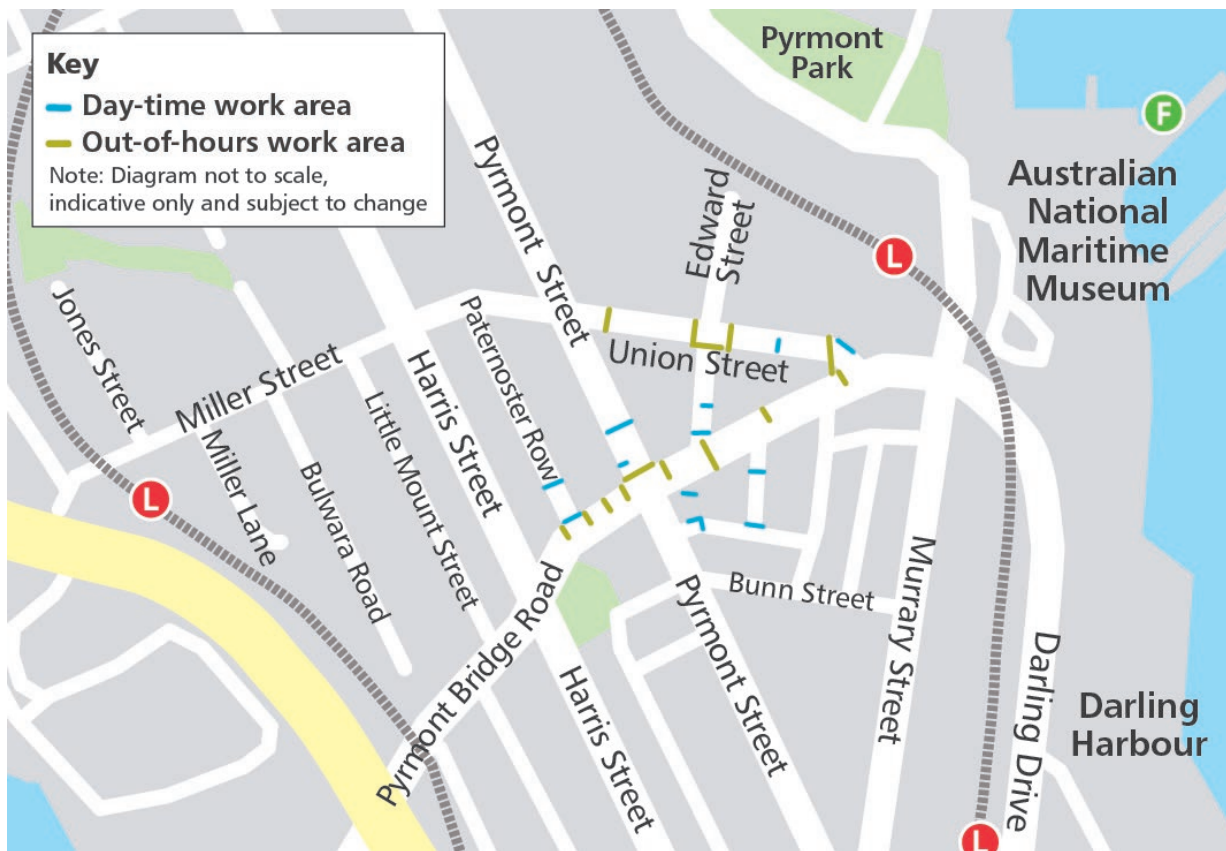 Key
Day-time work area
Out-of-hours work area
Note: Diagram not to scale,
indicative only and subject to change
Pyrmont
Park
F
Australian
National
Maritime
Museum
L
Pyrmont Street
Edward
Street
Union Street
Jones Street
Miller Street
Miller Lane
L
Bulwara Road
Little Mount Street
Harris Street
Paternoster Row
Pyrmont Bridge Road
Harris Street
Pyrmont Street
Bunn Street
Murray Street
Darling Drive
Darling
Harbour
L